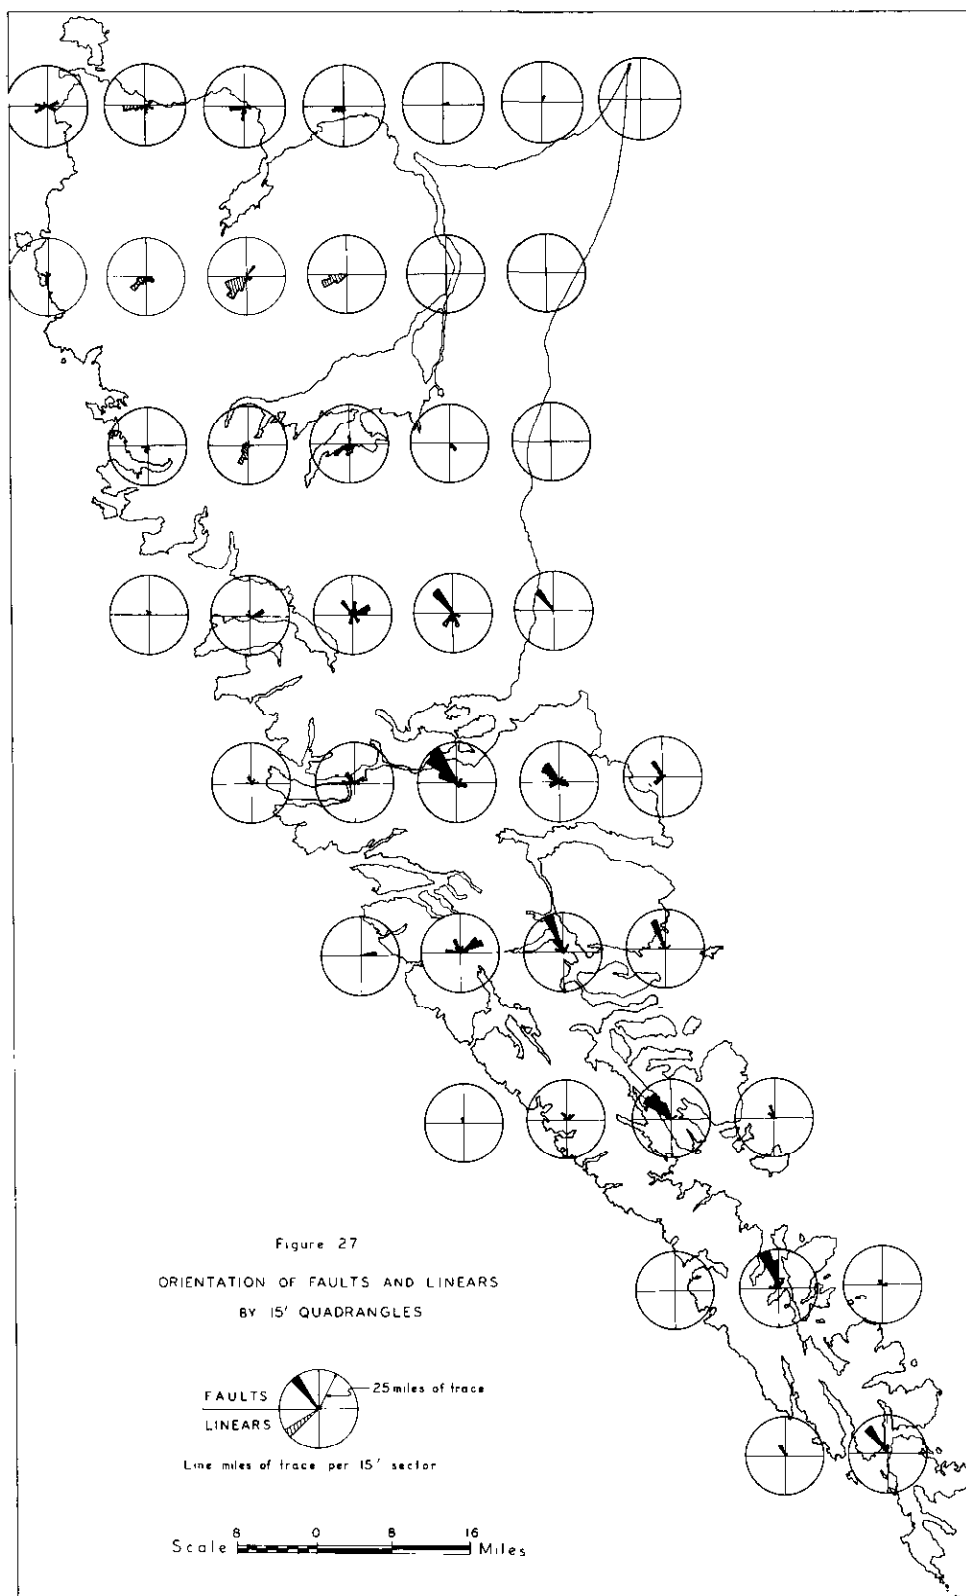 Figure 27
ORIENTATION OF FAULTS AND LINEARS
BY 15' QUADRANGLES
FAULTS
LINEARS
25 miles of trace
Line miles of trace per 15' sector
8 0 8 16
Scale Miles